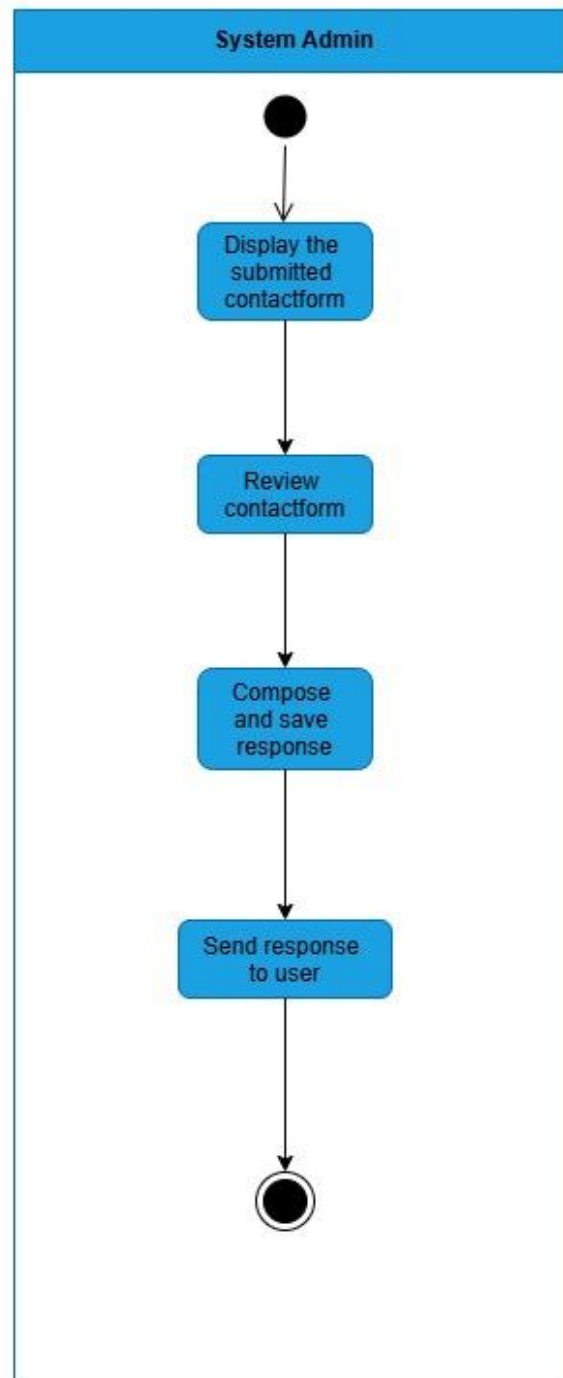 System Admin
Display the
submitted
contactform
Review
contactform
Compose
and save
response
Send response
to user